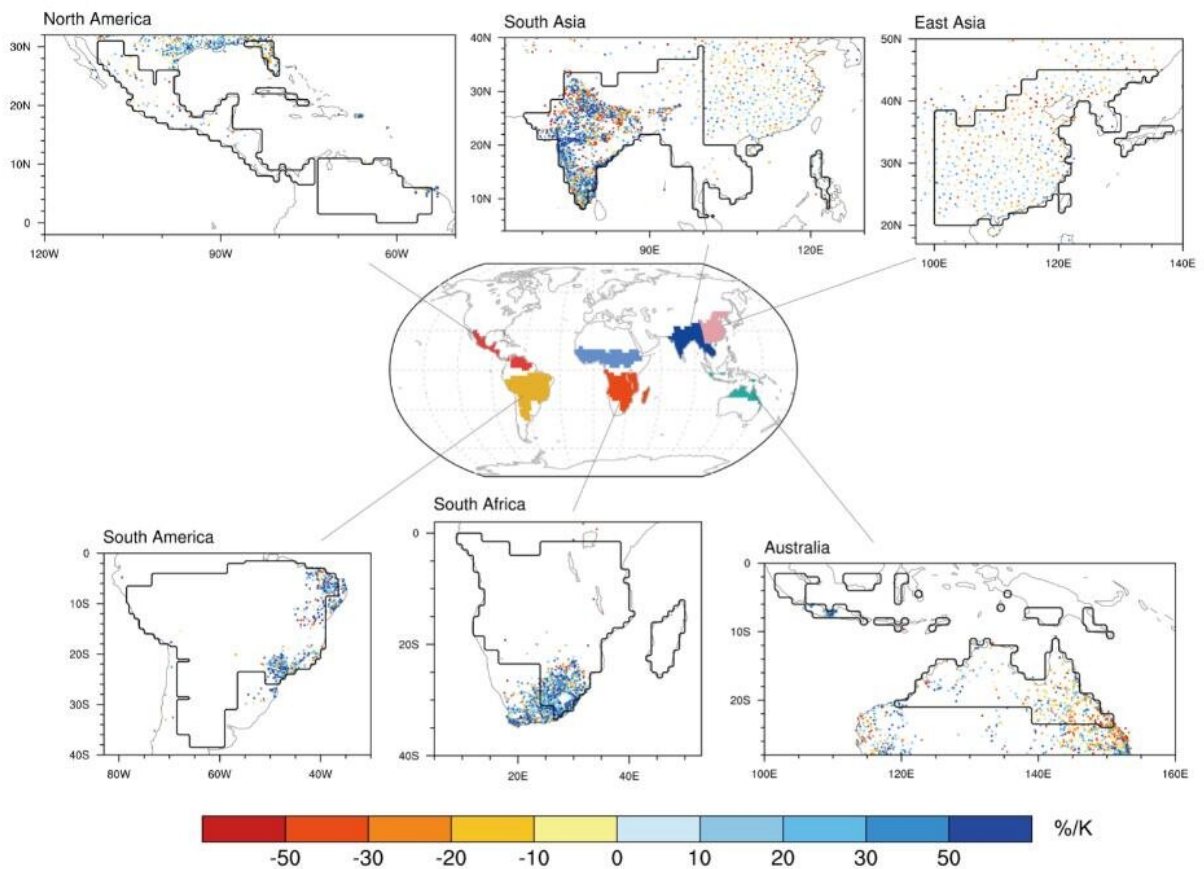 North America
South Asia
East Asia
30N
20N
10N
0
120W
90W
60W
40N
30N
20N
10N
90E
120E
50N
40N
30N
20N
100E
120E
140E
South America
South Africa
Australia
0
10S
20S
30S
40S
80W
60W
40W
0
20S
40S
20E
40E
0
10S
20S
100E
120E
140E
160E
%/K
-50
-30
-20
-10
0
10
20
30
50